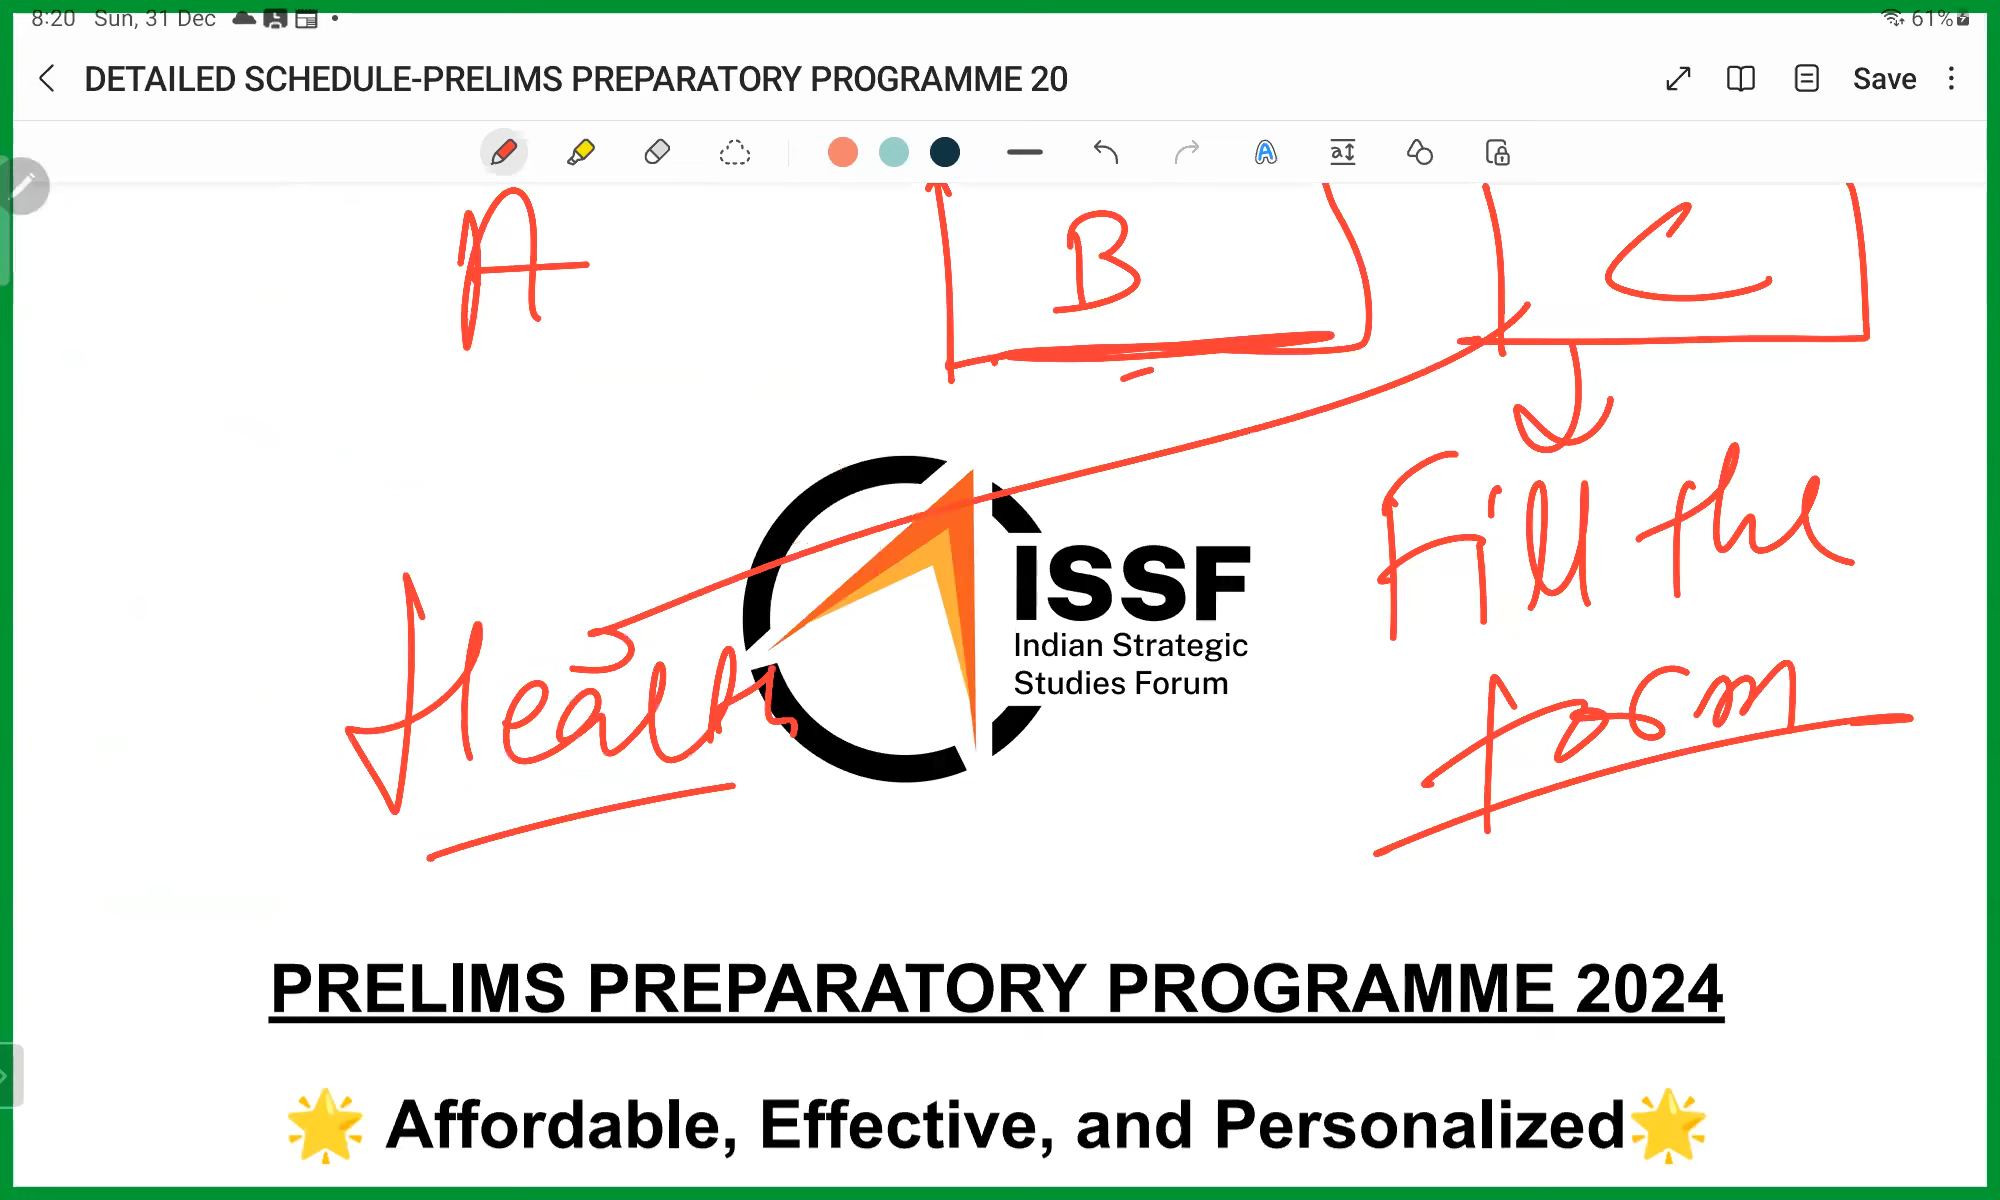 8:20 Sun, 31 Dec 61%
DETAILED SCHEDULE-PRELIMS PREPARATORY PROGRAMME 20 Save
A B C
Fill the
form
Health
ISSF
Indian Strategic
Studies Forum
PRELIMS PREPARATORY PROGRAMME 2024
🌟 Affordable, Effective, and Personalized🌟